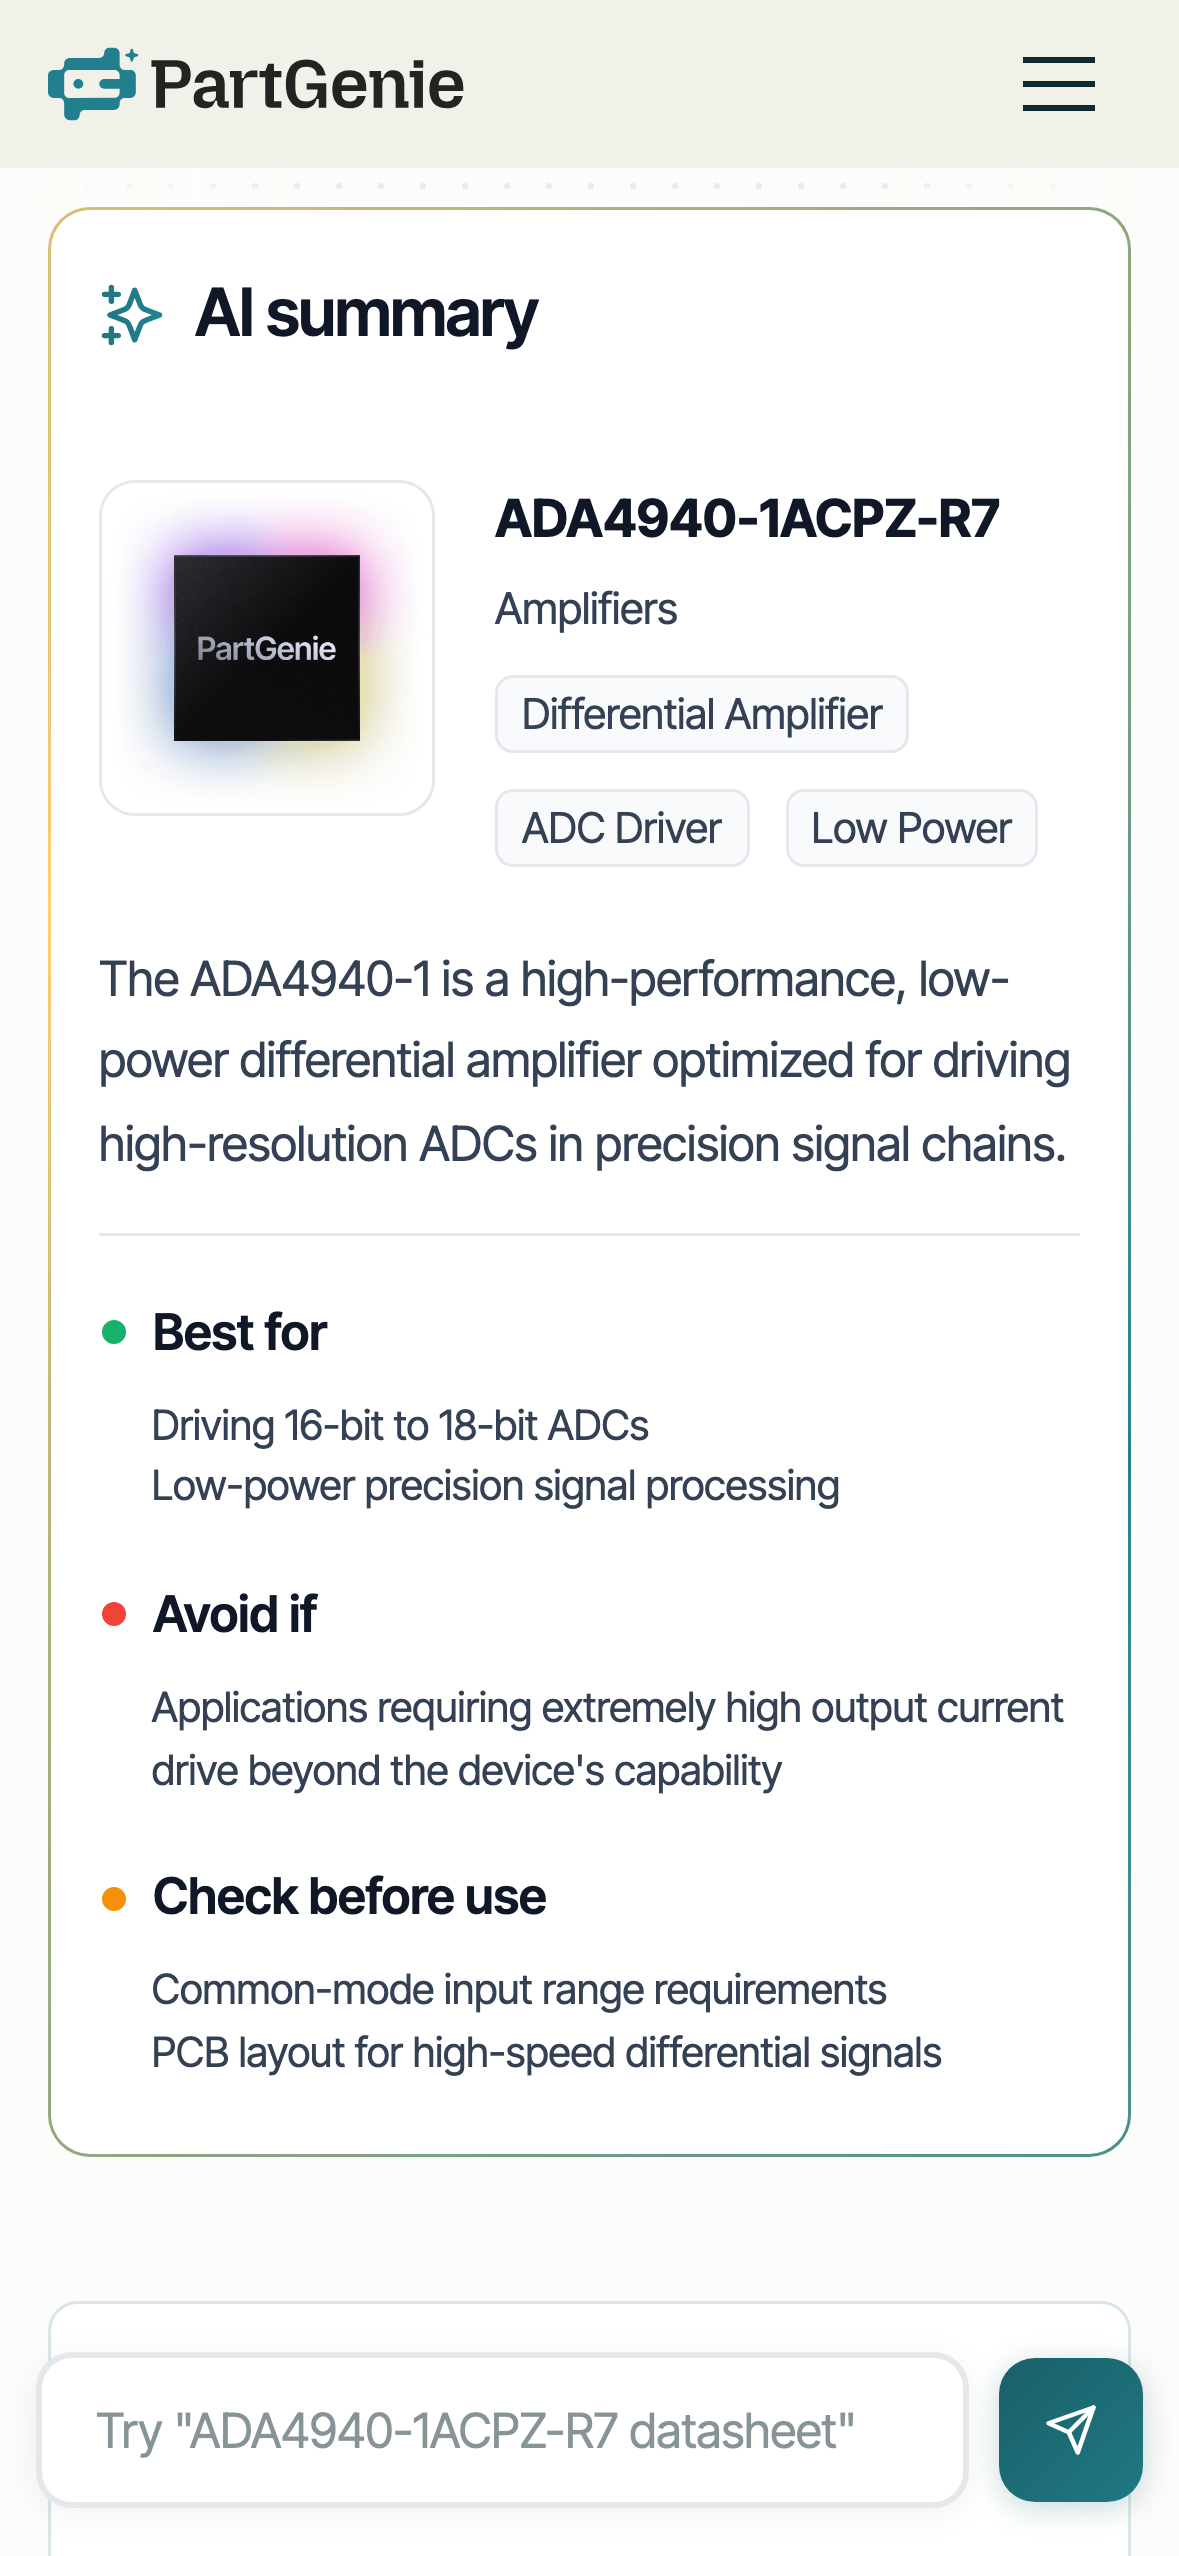 PartGenie
AI summary
PartGenie
ADA4940-1ACPZ-R7
Amplifiers
Differential Amplifier
ADC Driver
Low Power
The ADA4940-1 is a high-performance, low-
power differential amplifier optimized for driving
high-resolution ADCs in precision signal chains.
Best for
Driving 16-bit to 18-bit ADCs
Low-power precision signal processing
Avoid if
Applications requiring extremely high output current
drive beyond the device's capability
Check before use
Common-mode input range requirements
PCB layout for high-speed differential signals
Try "ADA4940-1ACPZ-R7 datasheet"